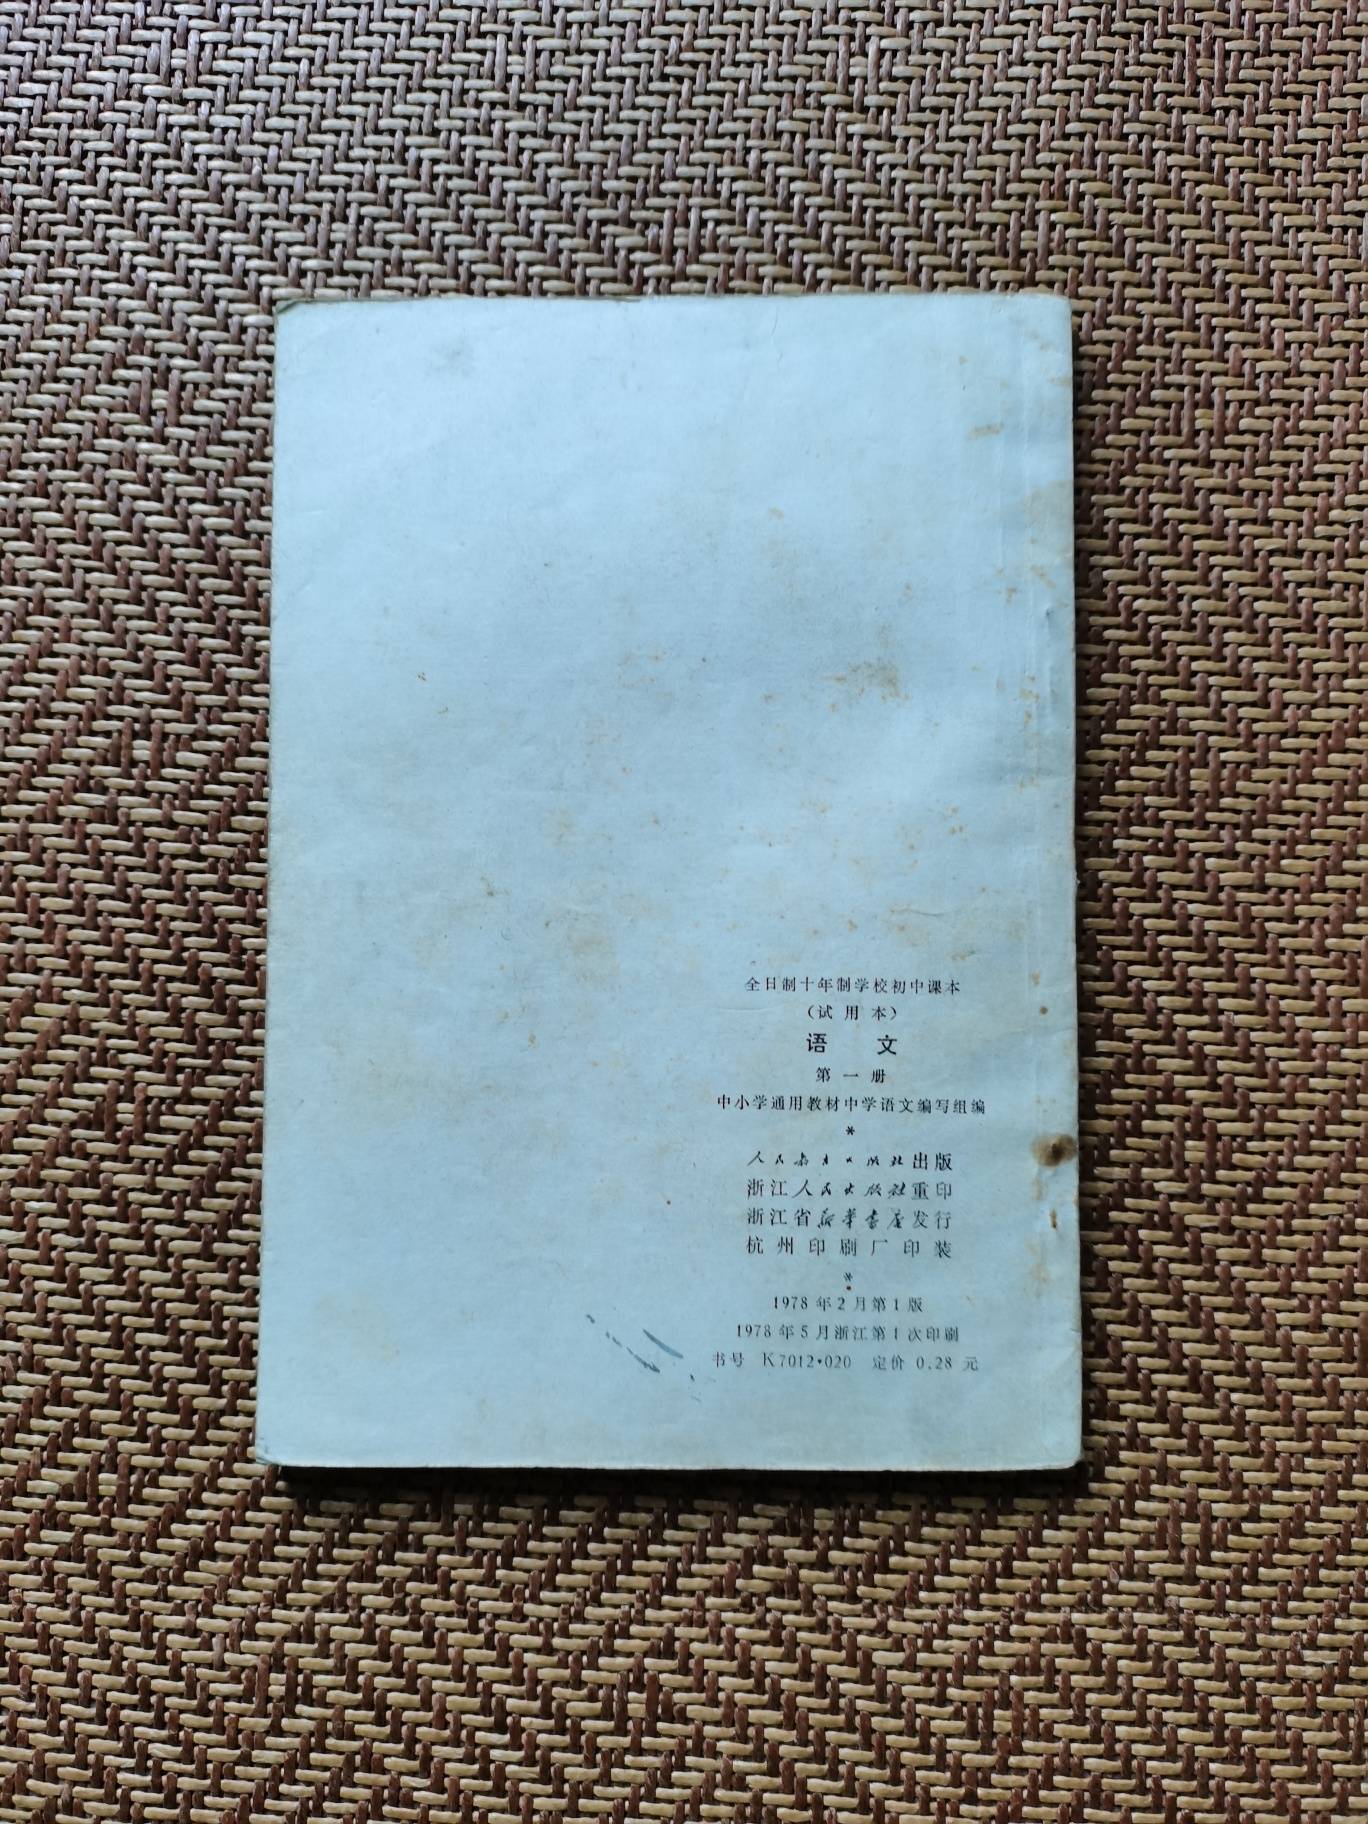 全日制十年制学校初中课本
（试用本）
语 文
第一册
中小学通用教材中学语文编写组编
*
人民教育出版社出版
浙江人民出版社重印
浙江省新华书店发行
杭州印刷厂印装
*
1978年2月第1版
1978年5月浙江第1次印刷
书号 K7012·020 定价 0.28 元